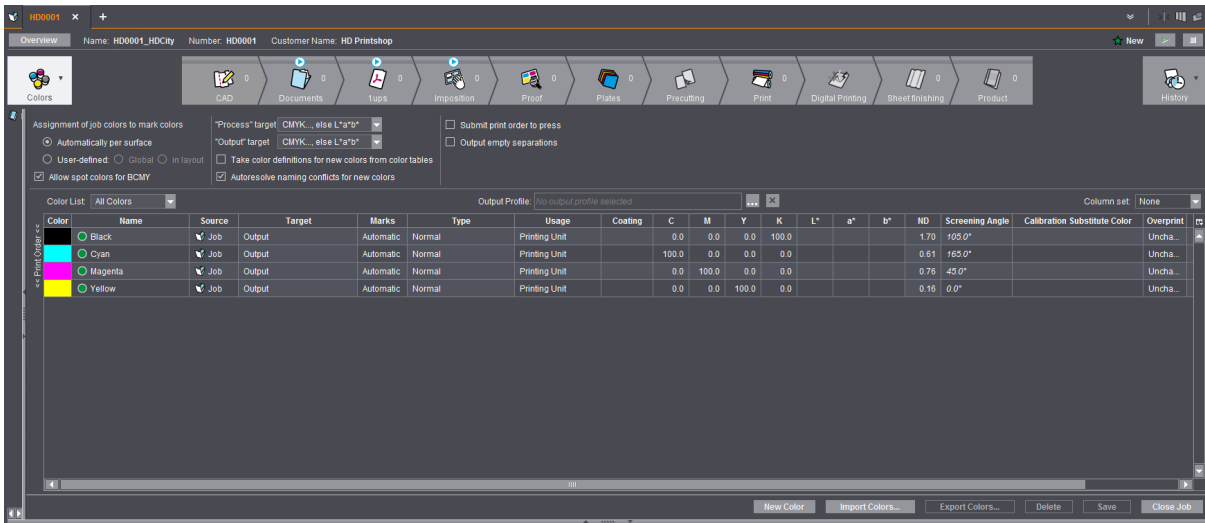 HD0001 × +
Overview Name: HD0001_HDCity Number: HD0001 Customer Name: HD Printshop New
Colors CAD 0 Documents 0 1ups 0 Imposition 0 Proof 0 Plates 0 Precutting Print 0 Digital Printing Sheetfinishing 0 Product 0 History
Assignment of job colors to mark colors "Process" target CMYK..., else L*a*b* Submit print order to press
Automatically per surface "Output" target CMYK..., else L*a*b* Output empty separations
User-defined: Global in layout Take color definitions for new colors from color tables
Allow spot colors for BCMY Autoresolve naming conflicts for new colors
Color List: All Colors Output Profile: No output profile selected ... Column set: None
<< Print Order <<
Color Name Source Target Marks Type Usage Coating C M Y K L* a* b* ND Screening Angle Calibration Substitute Color Overprint
Black Job Output Automatic Normal Printing Unit 0.0 0.0 0.0 100.0 1.70 105.0° Uncha...
Cyan Job Output Automatic Normal Printing Unit 100.0 0.0 0.0 0.0 0.61 165.0° Uncha...
Magenta Job Output Automatic Normal Printing Unit 0.0 100.0 0.0 0.0 0.76 45.0° Uncha...
Yellow Job Output Automatic Normal Printing Unit 0.0 0.0 100.0 0.0 0.16 0.0° Uncha...
New Color Import Colors... Export Colors... Delete Save Close Job